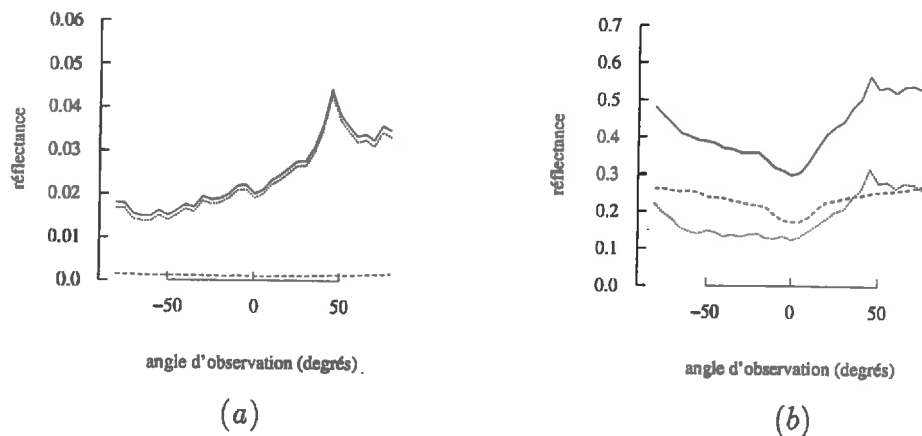 0.06
0.05
0.04
0.03
0.02
0.01
0.0
réflectance
−50 0 50
angle d'observation (degrés)
(a)
0.7
0.6
0.5
0.4
0.3
0.2
0.1
0.0
réflectance
−50 0 50
angle d'observation (degrés)
(b)